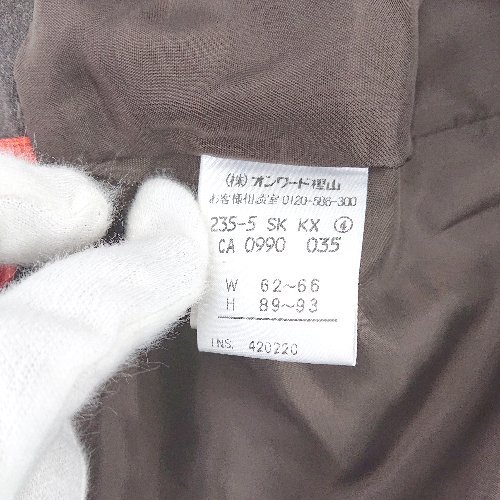 (株)オンワード樫山
お客様相談室 0120-586-300
235-5 SK KX ④
CA 0990 035
W 62~66
H 89~93
INS. 420220